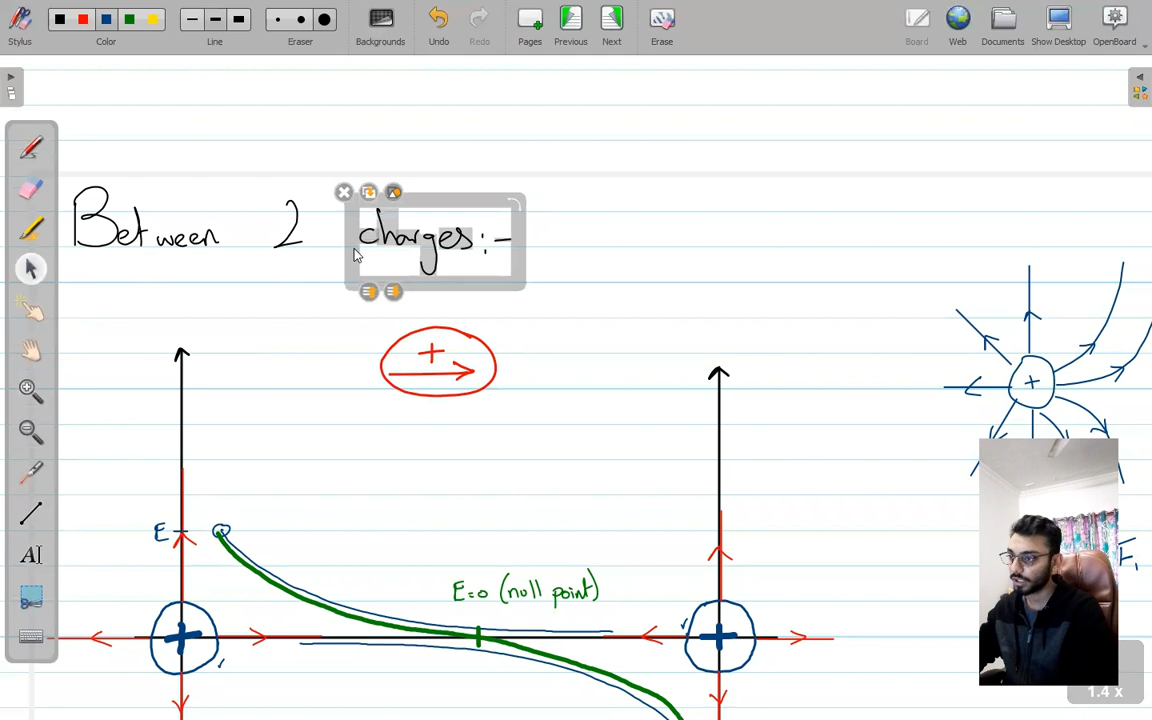 Stylus Color Line Eraser Backgrounds Undo Redo Pages Previous Next Erase Board Web Documents Show Desktop OpenBoard
Between 2 charges:-
+
+
E
E=0 (null point)
F₁
+ +
1.4 x